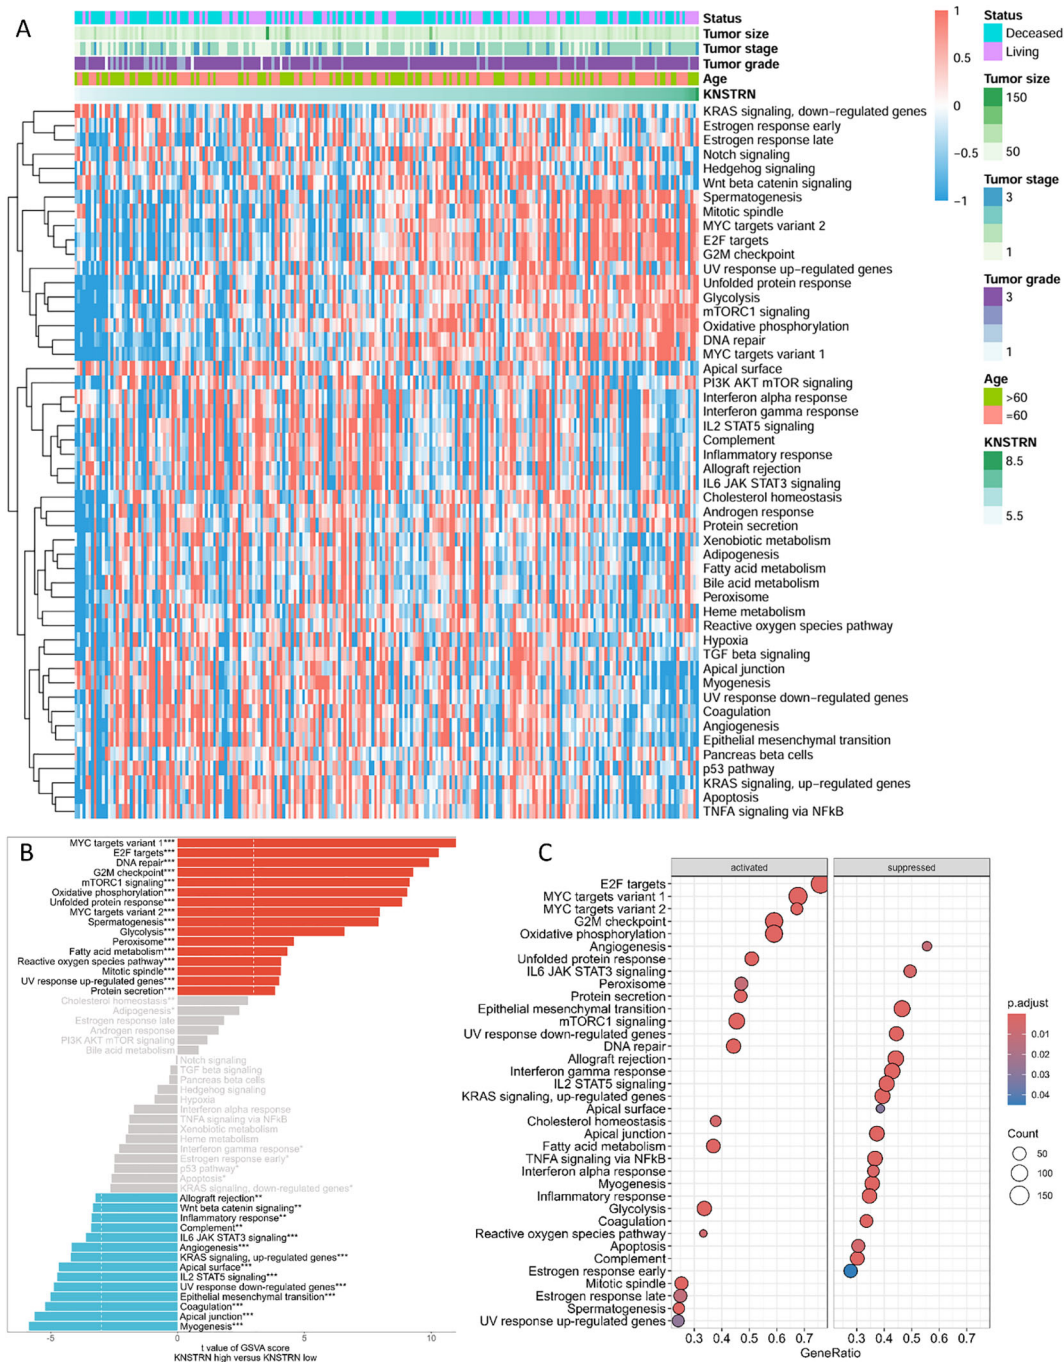 A
Status
Tumor size
Tumor stage
Tumor grade
Age
KNSTRN
KRAS signaling, down−regulated genes
Estrogen response early
Estrogen response late
Notch signaling
Hedgehog signaling
Wnt beta catenin signaling
Spermatogenesis
Mitotic spindle
MYC targets variant 2
E2F targets
G2M checkpoint
UV response up−regulated genes
Unfolded protein response
Glycolysis
mTORC1 signaling
Oxidative phosphorylation
DNA repair
MYC targets variant 1
Apical surface
PI3K AKT mTOR signaling
Interferon alpha response
Interferon gamma response
IL2 STAT5 signaling
Complement
Inflammatory response
Allograft rejection
IL6 JAK STAT3 signaling
Cholesterol homeostasis
Androgen response
Protein secretion
Xenobiotic metabolism
Adipogenesis
Fatty acid metabolism
Bile acid metabolism
Peroxisome
Heme metabolism
Reactive oxygen species pathway
Hypoxia
TGF beta signaling
Apical junction
Myogenesis
UV response down−regulated genes
Coagulation
Angiogenesis
Epithelial mesenchymal transition
Pancreas beta cells
p53 pathway
KRAS signaling, up−regulated genes
Apoptosis
TNFA signaling via NFkB
1
0.5
0
−0.5
−1
Status
Deceased
Living
Tumor size
150
50
Tumor stage
3
1
Tumor grade
3
1
Age
>60
=60
KNSTRN
8.5
5.5
B
MYC targets variant 1***
E2F targets***
DNA repair***
G2M checkpoint***
mTORC1 signaling***
Oxidative phosphorylation***
Unfolded protein response***
MYC targets variant 2***
Spermatogenesis***
Glycolysis***
Peroxisome***
Fatty acid metabolism***
Reactive oxygen species pathway***
Mitotic spindle***
UV response up−regulated genes***
Protein secretion***
Cholesterol homeostasis**
Adipogenesis*
Estrogen response late
Androgen response
PI3K AKT mTOR signaling
Bile acid metabolism
Notch signaling
TGF beta signaling
Pancreas beta cells
Hedgehog signaling
Hypoxia
Interferon alpha response
TNFA signaling via NFkB
Xenobiotic metabolism
Heme metabolism
Interferon gamma response*
Estrogen response early*
p53 pathway*
Apoptosis*
KRAS signaling, down−regulated genes*
Allograft rejection**
Wnt beta catenin signaling**
Inflammatory response**
Complement**
IL6 JAK STAT3 signaling***
Angiogenesis***
KRAS signaling, up−regulated genes***
Apical surface***
IL2 STAT5 signaling***
UV response down−regulated genes***
Epithelial mesenchymal transition***
Coagulation***
Apical junction***
Myogenesis***
-5 0 5 10
t value of GSVA score
KNSTRN high versus KNSTRN low
C
activated suppressed
E2F targets
MYC targets variant 1
MYC targets variant 2
G2M checkpoint
Oxidative phosphorylation
Angiogenesis
Unfolded protein response
IL6 JAK STAT3 signaling
Peroxisome
Protein secretion
Epithelial mesenchymal transition
mTORC1 signaling
UV response down−regulated genes
DNA repair
Allograft rejection
Interferon gamma response
IL2 STAT5 signaling
KRAS signaling, up−regulated genes
Apical surface
Cholesterol homeostasis
Apical junction
Fatty acid metabolism
TNFA signaling via NFkB
Interferon alpha response
Myogenesis
Inflammatory response
Glycolysis
Coagulation
Reactive oxygen species pathway
Apoptosis
Complement
Estrogen response early
Mitotic spindle
Estrogen response late
Spermatogenesis
UV response up−regulated genes
0.3 0.4 0.5 0.6 0.7 0.3 0.4 0.5 0.6 0.7
GeneRatio
p.adjust
0.01
0.02
0.03
0.04
Count
50
100
150